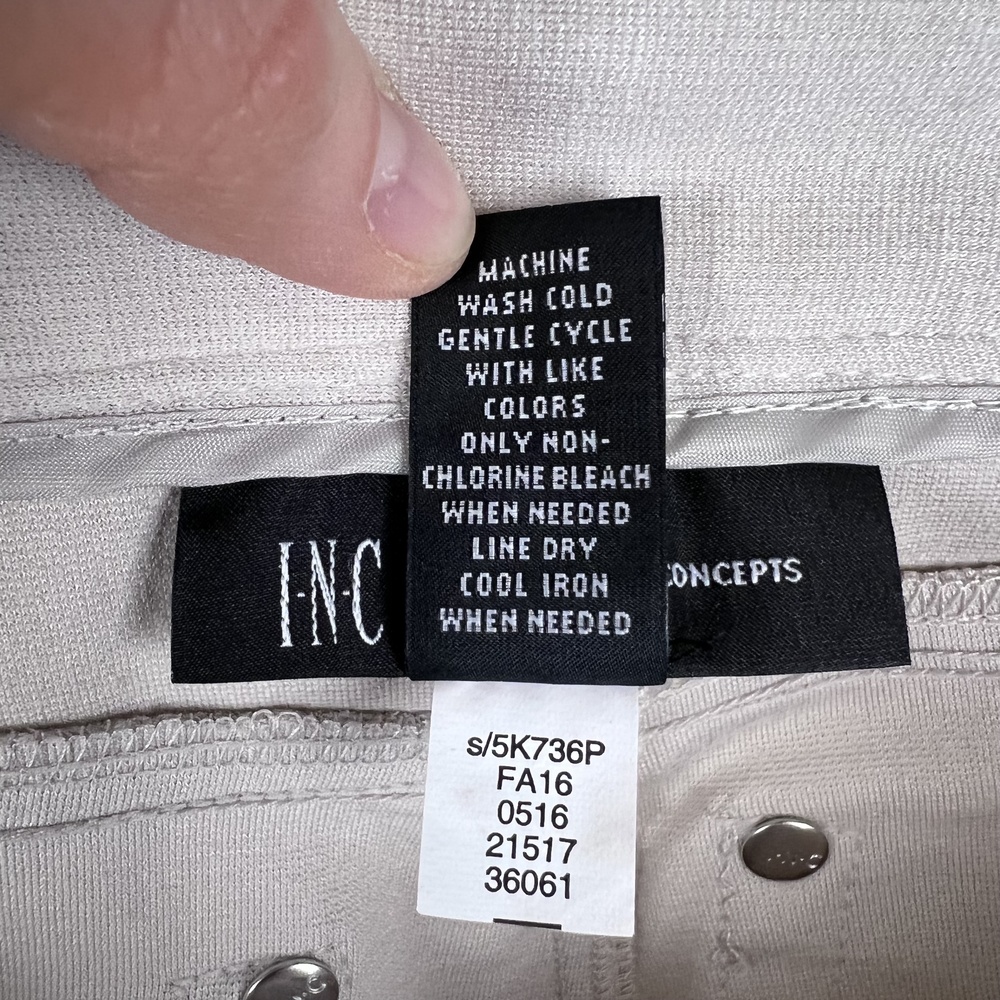 MACHINE
WASH COLD
GENTLE CYCLE
WITH LIKE
COLORS
ONLY NON-
CHLORINE BLEACH
WHEN NEEDED
LINE DRY
COOL IRON
WHEN NEEDED
I·N·C
CONCEPTS
s/5K736P
FA16
0516
21517
36061